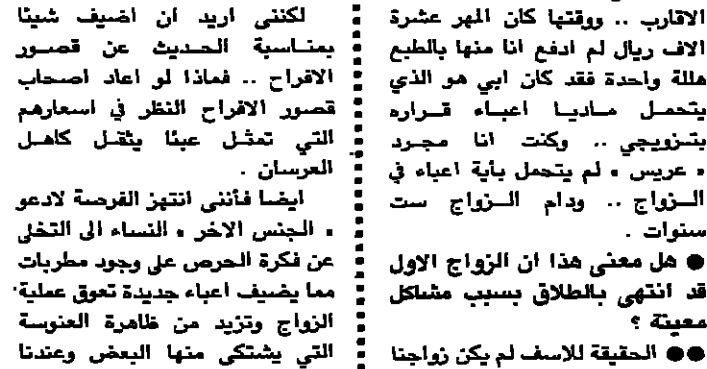 الاقارب .. ووقتها كان المهر عشرة
الاف ريال لم ادفع انا منها بالطبع
هللة واحدة فقد كان ابي هو الذي
يتحمل ماديا اعباء قراره
بتزويجي .. وكنت انا مجرد
« عريس » لم يتحمل بأية اعباء في
الزواج .. ودام الزواج ست
سنوات .
●● هل معنى هذا ان الزواج الاول
قد انتهى بالطلاق بسبب مشاكل
معينة ؟
●● الحقيقة للاسف لم يكن زواجنا
لكننى اريد ان اضيف شيئا
بمناسبة الحديث عن قصور
الافراح .. فماذا لو اعاد اصحاب
قصور الافراح النظر في اسعارهم
التي تمثل عبئا يثقل كاهل
العرسان .
ايضا فأننى انتهز الفرصة لادعو
« الجنس الاخر » النساء الى التخلى
عن فكرة الحرص على وجود مطربات
مما يضيف اعباء جديدة تعوق عملية
الزواج وتزيد من ظاهرة العنوسة
التي يشتكى منها البعض وعندنا